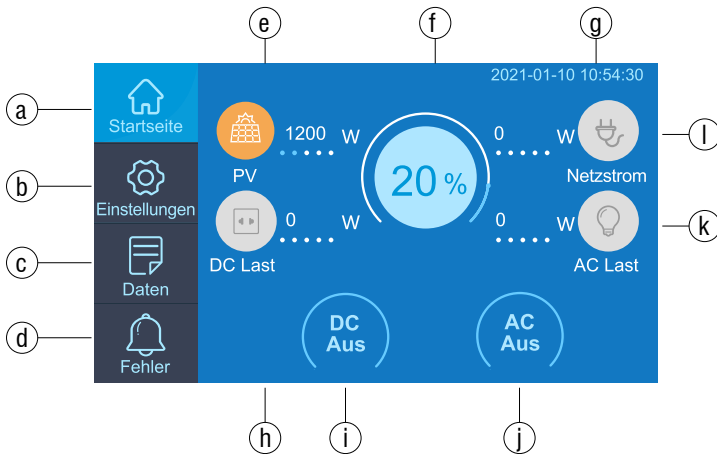 e f g
2021-01-10 10:54:30
a
Startseite
1200 W
0 W
l
PV
20 %
Netzstrom
b
Einstellungen
0 W
0 W
k
DC Last
AC Last
c
Daten
DC
Aus
AC
Aus
d
Fehler
h i j